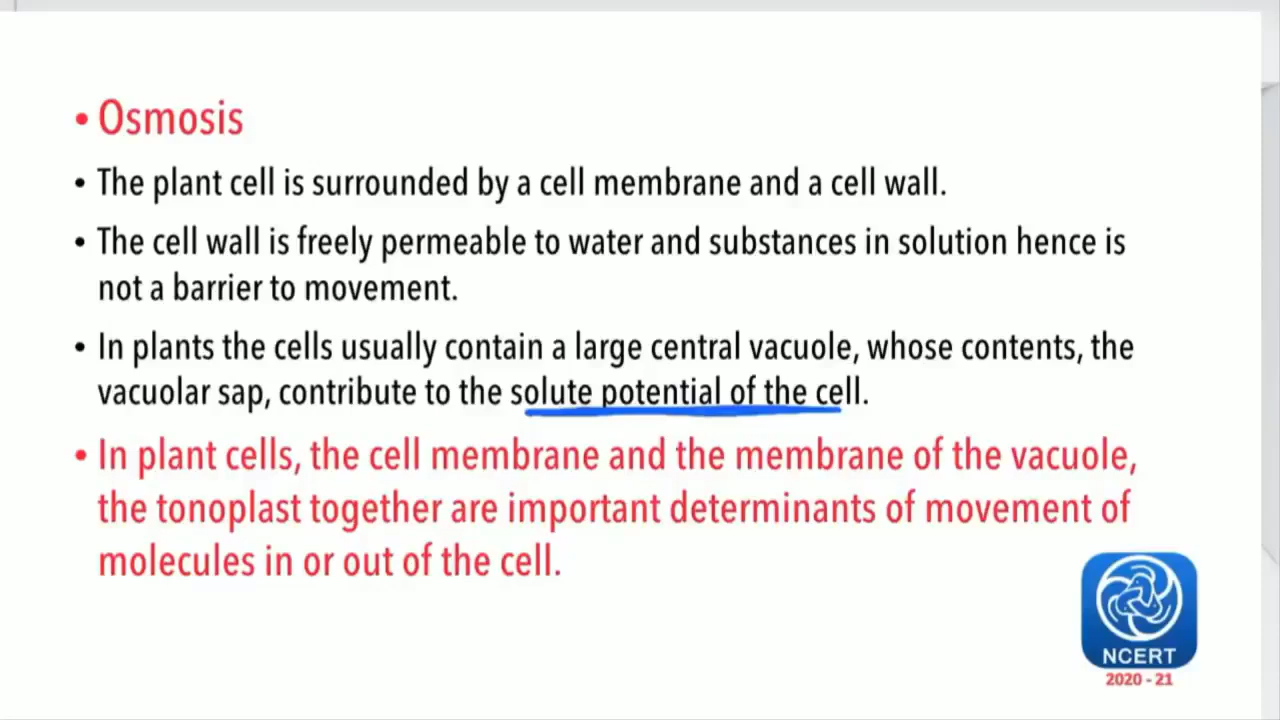 • Osmosis
• The plant cell is surrounded by a cell membrane and a cell wall.
• The cell wall is freely permeable to water and substances in solution hence is
not a barrier to movement.
• In plants the cells usually contain a large central vacuole, whose contents, the
vacuolar sap, contribute to the solute potential of the cell.
• In plant cells, the cell membrane and the membrane of the vacuole,
the tonoplast together are important determinants of movement of
molecules in or out of the cell.
NCERT
2020 - 21